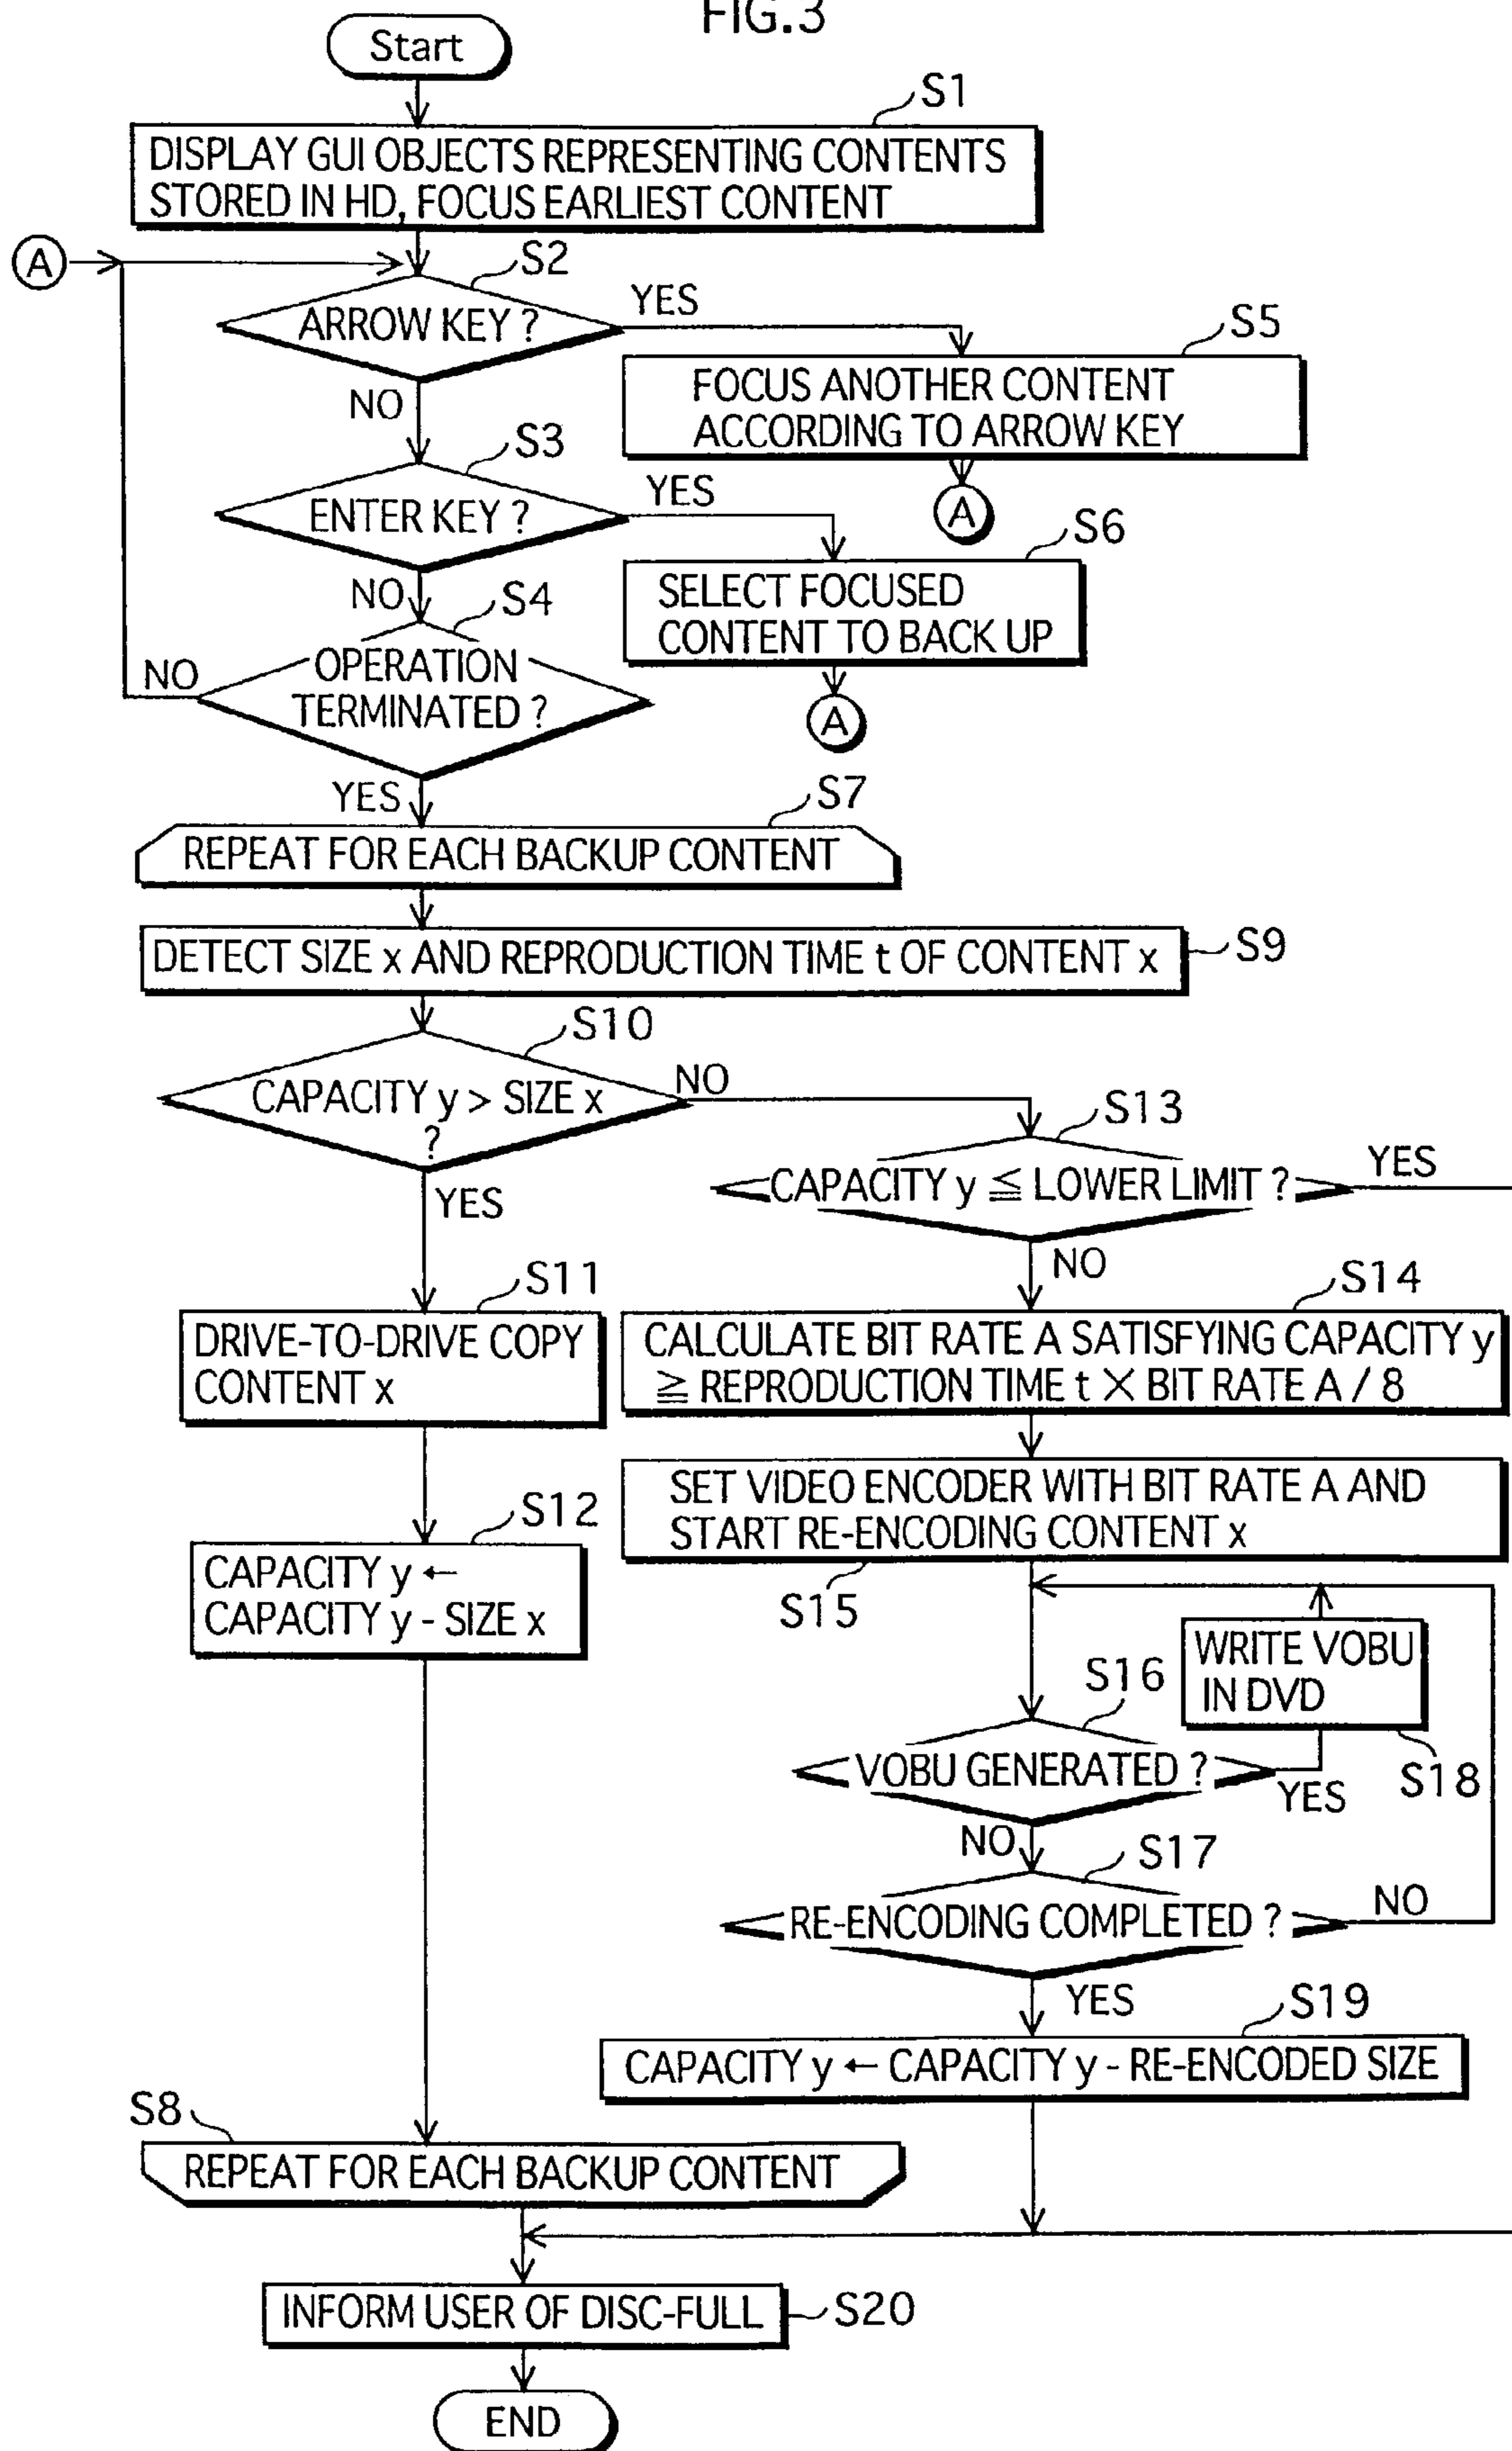 FIG.3
Start
S1
DISPLAY GUI OBJECTS REPRESENTING CONTENTS
STORED IN HD, FOCUS EARLIEST CONTENT
A
S2
ARROW KEY ?
YES
NO
S5
FOCUS ANOTHER CONTENT
ACCORDING TO ARROW KEY
A
S3
ENTER KEY ?
YES
NO
S6
SELECT FOCUSED
CONTENT TO BACK UP
A
S4
OPERATION
TERMINATED ?
NO
YES
S7
REPEAT FOR EACH BACKUP CONTENT
DETECT SIZE x AND REPRODUCTION TIME t OF CONTENT x
S9
S10
CAPACITY y > SIZE x
?
NO
YES
S13
CAPACITY y ≦ LOWER LIMIT ?
YES
NO
S11
DRIVE-TO-DRIVE COPY
CONTENT x
S14
CALCULATE BIT RATE A SATISFYING CAPACITY y
≧ REPRODUCTION TIME t × BIT RATE A / 8
S12
CAPACITY y ←
CAPACITY y - SIZE x
SET VIDEO ENCODER WITH BIT RATE A AND
START RE-ENCODING CONTENT x
S15
S16
VOBU GENERATED ?
YES
NO
WRITE VOBU
IN DVD
S18
S17
RE-ENCODING COMPLETED ?
NO
YES
S19
CAPACITY y ← CAPACITY y - RE-ENCODED SIZE
S8
REPEAT FOR EACH BACKUP CONTENT
INFORM USER OF DISC-FULL
S20
END